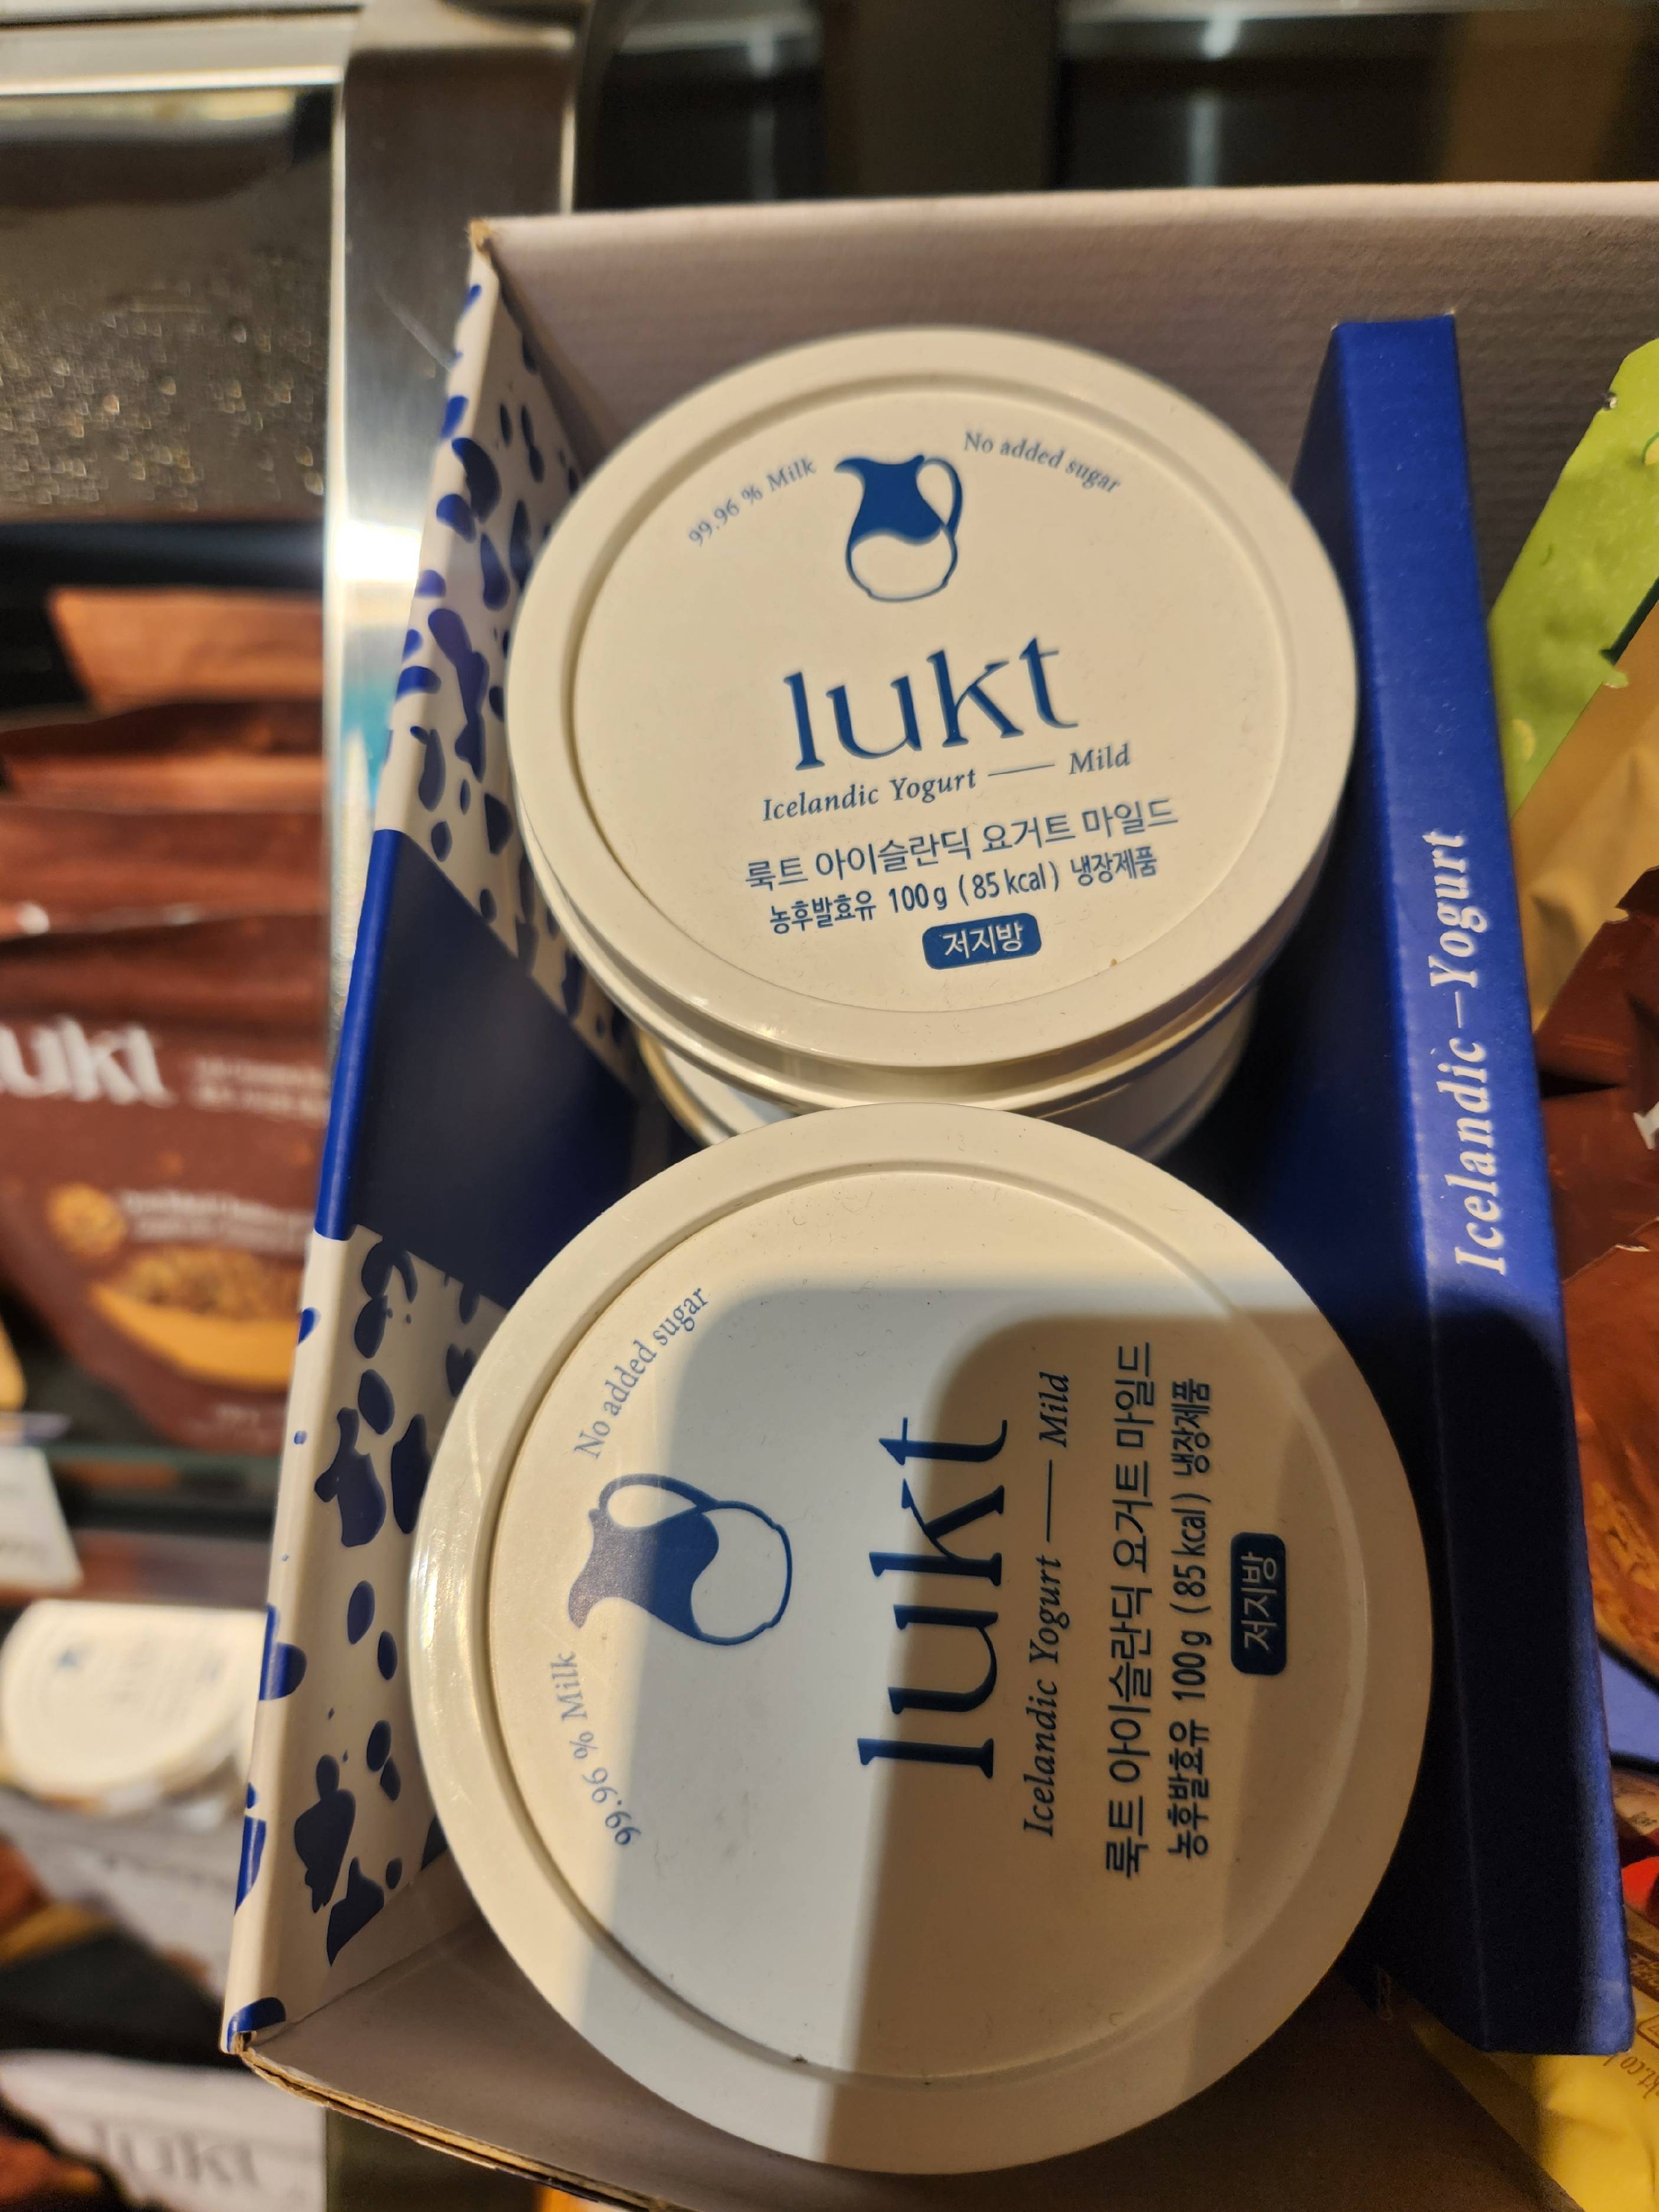 99.96 % Milk
No added sugar
lukt
Icelandic Yogurt — Mild
룩트 아이슬란딕 요거트 마일드
농후발효유 100g (85 kcal) 냉장제품
저지방
99.96 % Milk
No added sugar
lukt
Icelandic Yogurt — Mild
룩트 아이슬란딕 요거트 마일드
농후발효유 100g (85 kcal) 냉장제품
저지방
Icelandic–Yogurt
ukt
lukt